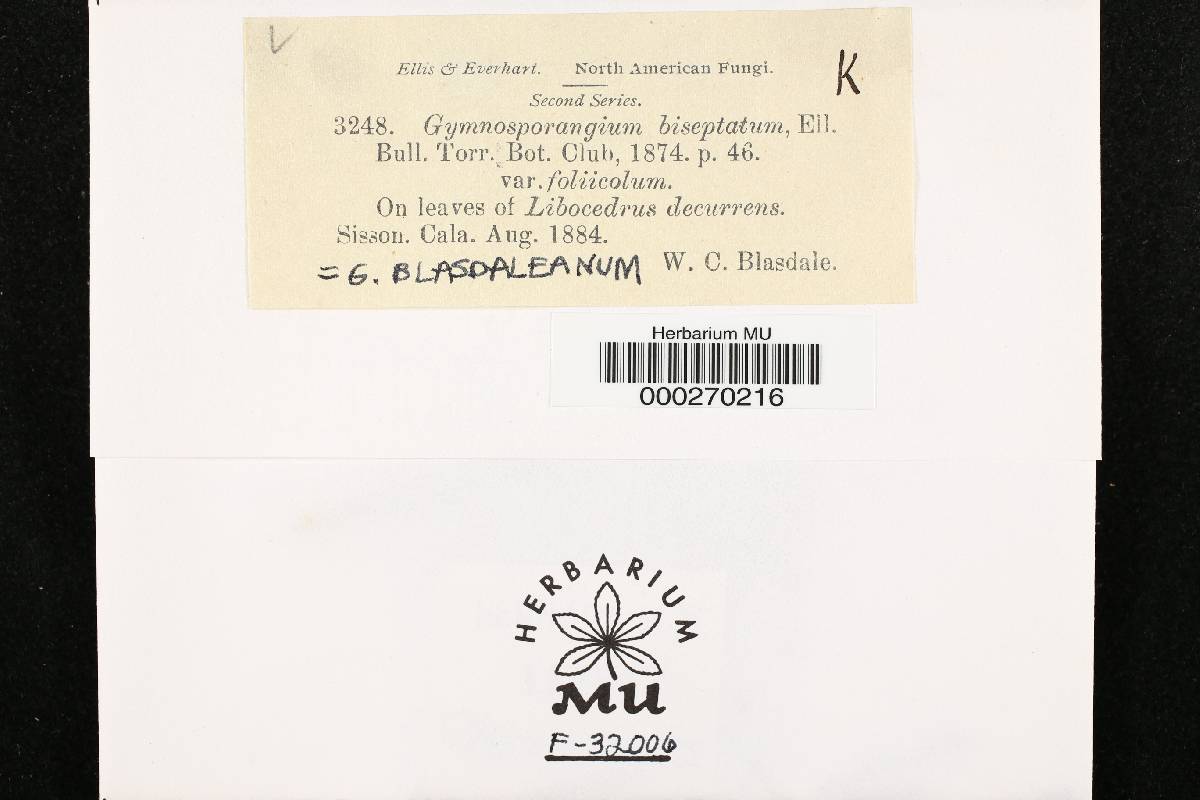 Ellis & Everhart. North American Fungi.
K
Second Series.
3248. Gymnosporangium biseptatum, Ell.
Bull. Torr. Bot. Club, 1874. p. 46.
var. foliicolum.
On leaves of Libocedrus decurrens.
Sisson. Cala. Aug. 1884.
= G. BLASDALEANUM W. C. Blasdale.
Herbarium MU
000270216
HERBARIUM
MU
F-32006